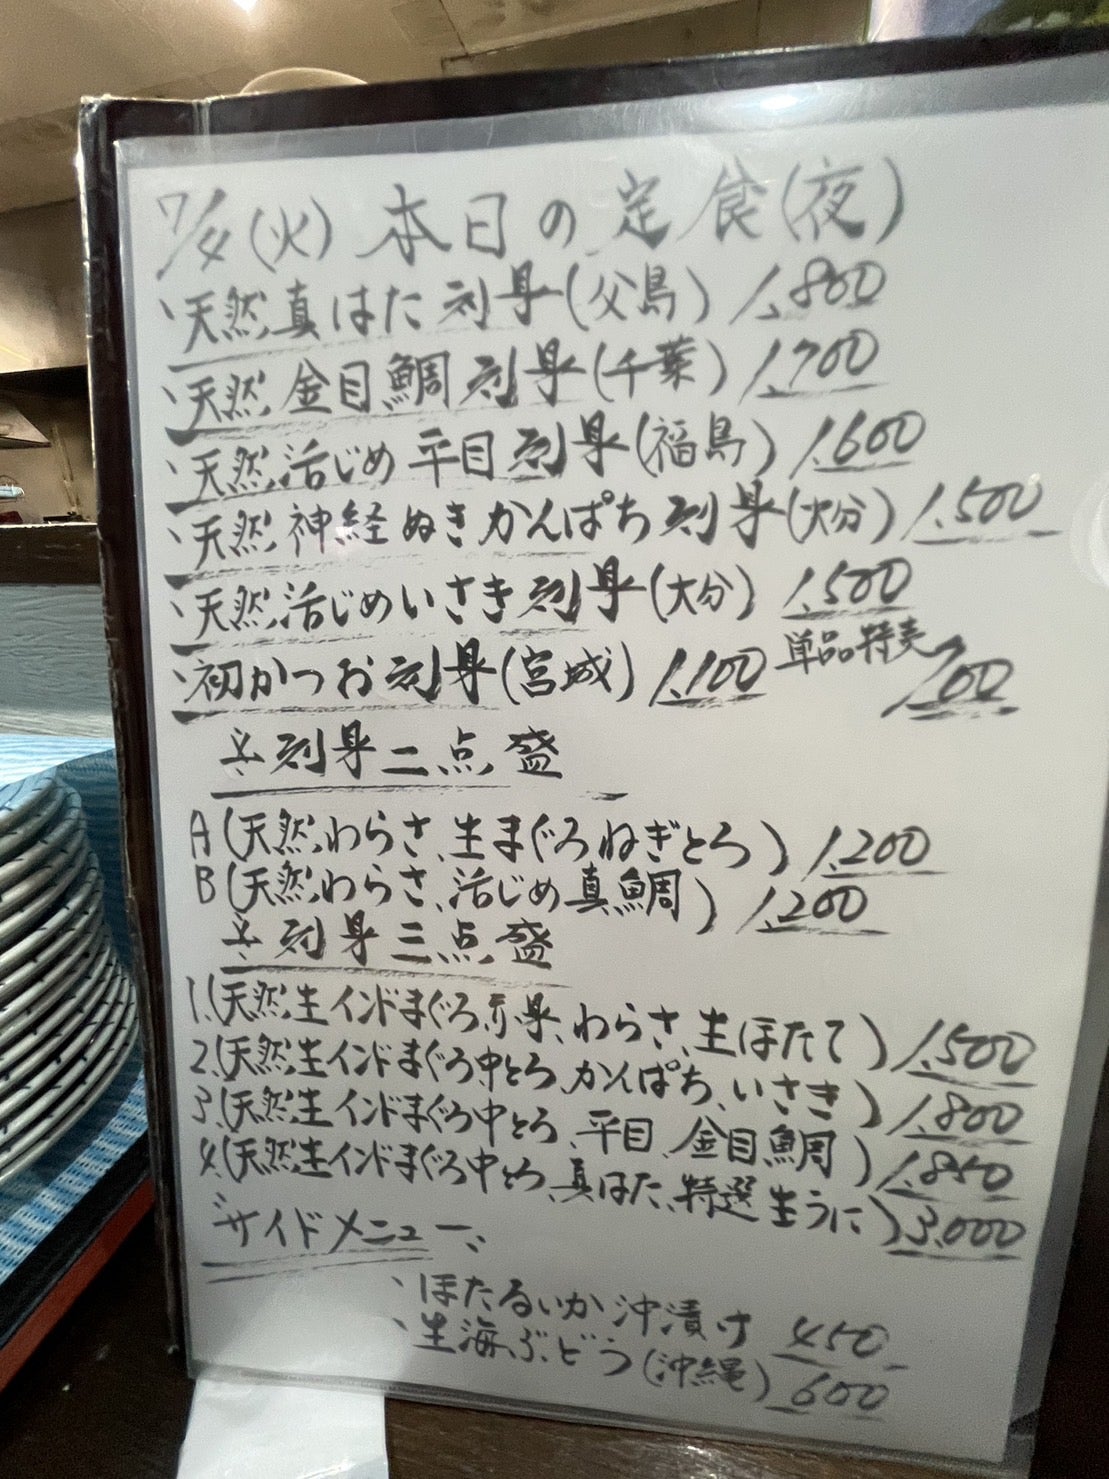 7/4(火) 本日の定食(夜)
、天然真はた刺身(父島) 1,800
、天然金目鯛刺身(千葉) 1,700
、天然活じめ平目刺身(福島) 1,600
、天然神経ぬきかんぱち刺身(大分) 1,500
、天然活じめいさき刺身(大分) 1,500
、初かつお刺身(宮城) 1,100 単品特売 700
☆刺身二点盛
A(天然わらさ、生まぐろねぎとろ) 1,200
B(天然わらさ、活じめ真鯛) 1,200
☆刺身三点盛
1.(天然生インドまぐろ赤身、わらさ、生ほたて) 1,500
2.(天然生インドまぐろ中とろ、かんぱち、いさき) 1,800
3.(天然生インドまぐろ中とろ、平目、金目鯛) 1,850
4.(天然生インドまぐろ中とろ、真はた、特選生うに) 3,000
サイドメニュー
、ほたるいか沖漬け 450
、生海ぶどう(沖縄) 600